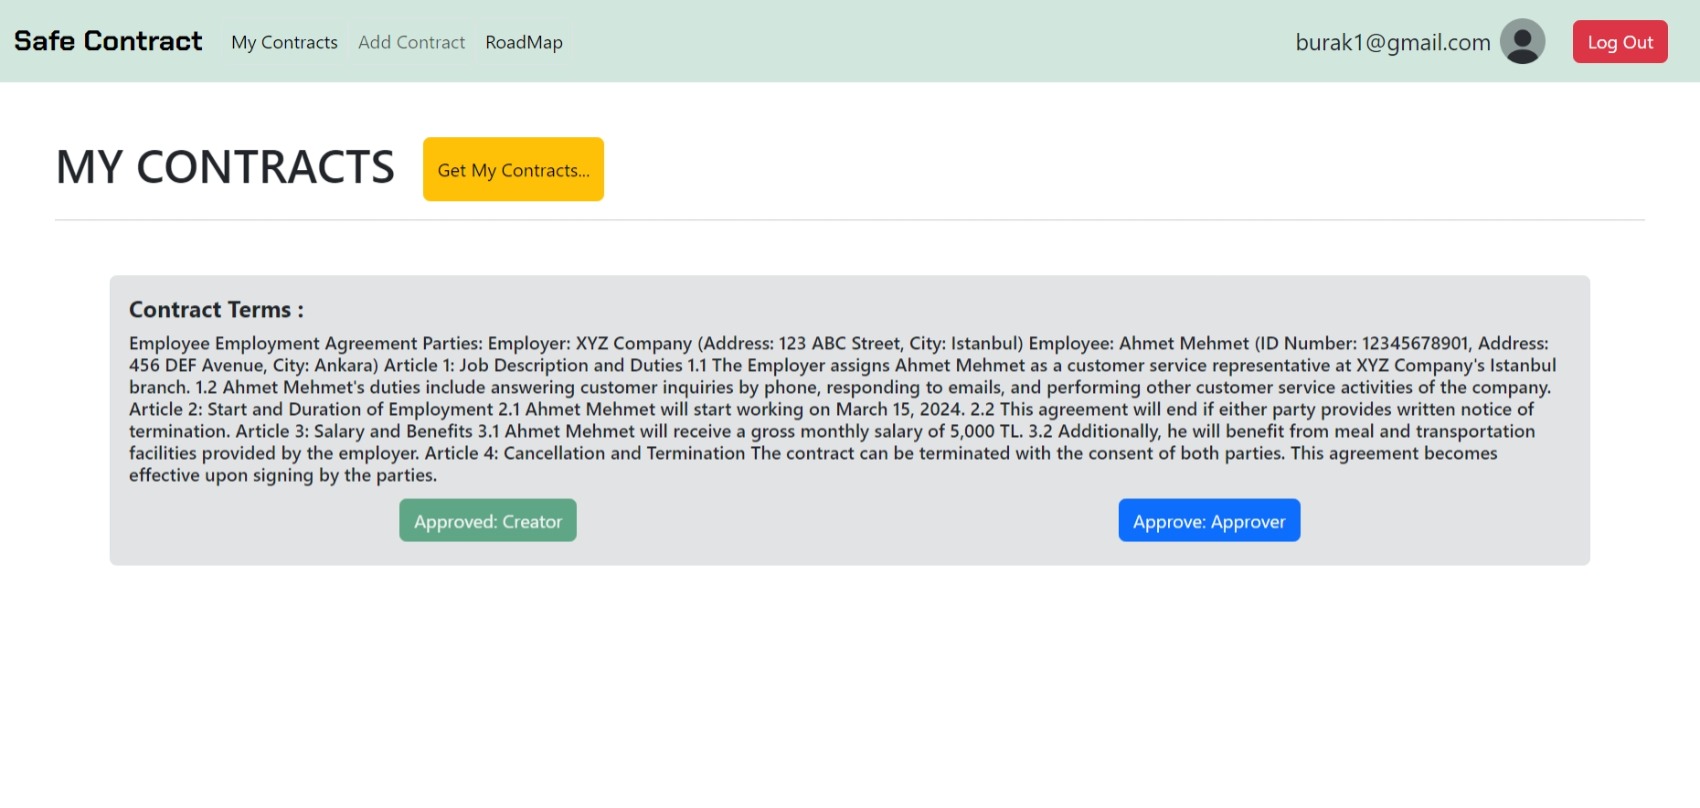 Safe Contract My Contracts Add Contract RoadMap burak1@gmail.com Log Out
MY CONTRACTS Get My Contracts...
Contract Terms :
Employee Employment Agreement Parties: Employer: XYZ Company (Address: 123 ABC Street, City: Istanbul) Employee: Ahmet Mehmet (ID Number: 12345678901, Address:
456 DEF Avenue, City: Ankara) Article 1: Job Description and Duties 1.1 The Employer assigns Ahmet Mehmet as a customer service representative at XYZ Company's Istanbul
branch. 1.2 Ahmet Mehmet's duties include answering customer inquiries by phone, responding to emails, and performing other customer service activities of the company.
Article 2: Start and Duration of Employment 2.1 Ahmet Mehmet will start working on March 15, 2024. 2.2 This agreement will end if either party provides written notice of
termination. Article 3: Salary and Benefits 3.1 Ahmet Mehmet will receive a gross monthly salary of 5,000 TL. 3.2 Additionally, he will benefit from meal and transportation
facilities provided by the employer. Article 4: Cancellation and Termination The contract can be terminated with the consent of both parties. This agreement becomes
effective upon signing by the parties.
Approved: Creator Approve: Approver